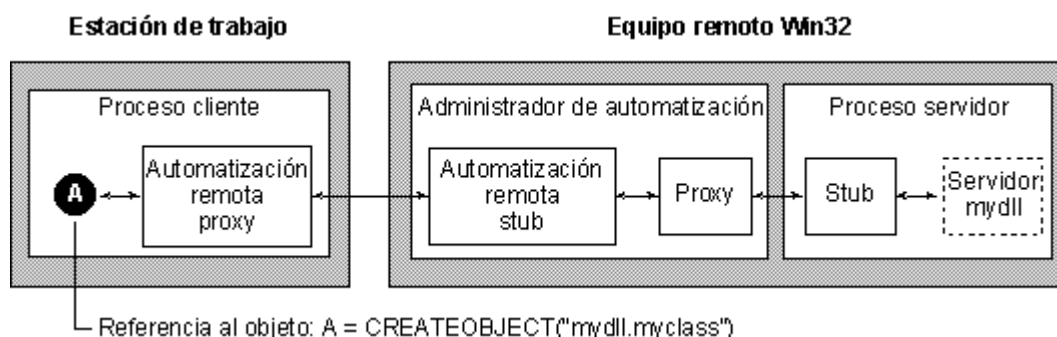 Estación de trabajo
Equipo remoto Win32
Proceso cliente
Administrador de automatización
Proceso servidor
A
Automatización
remota
proxy
Automatización
remota
stub
Proxy
Stub
Servidor
mydll
Referencia al objeto: A = CREATEOBJECT("mydll.myclass")